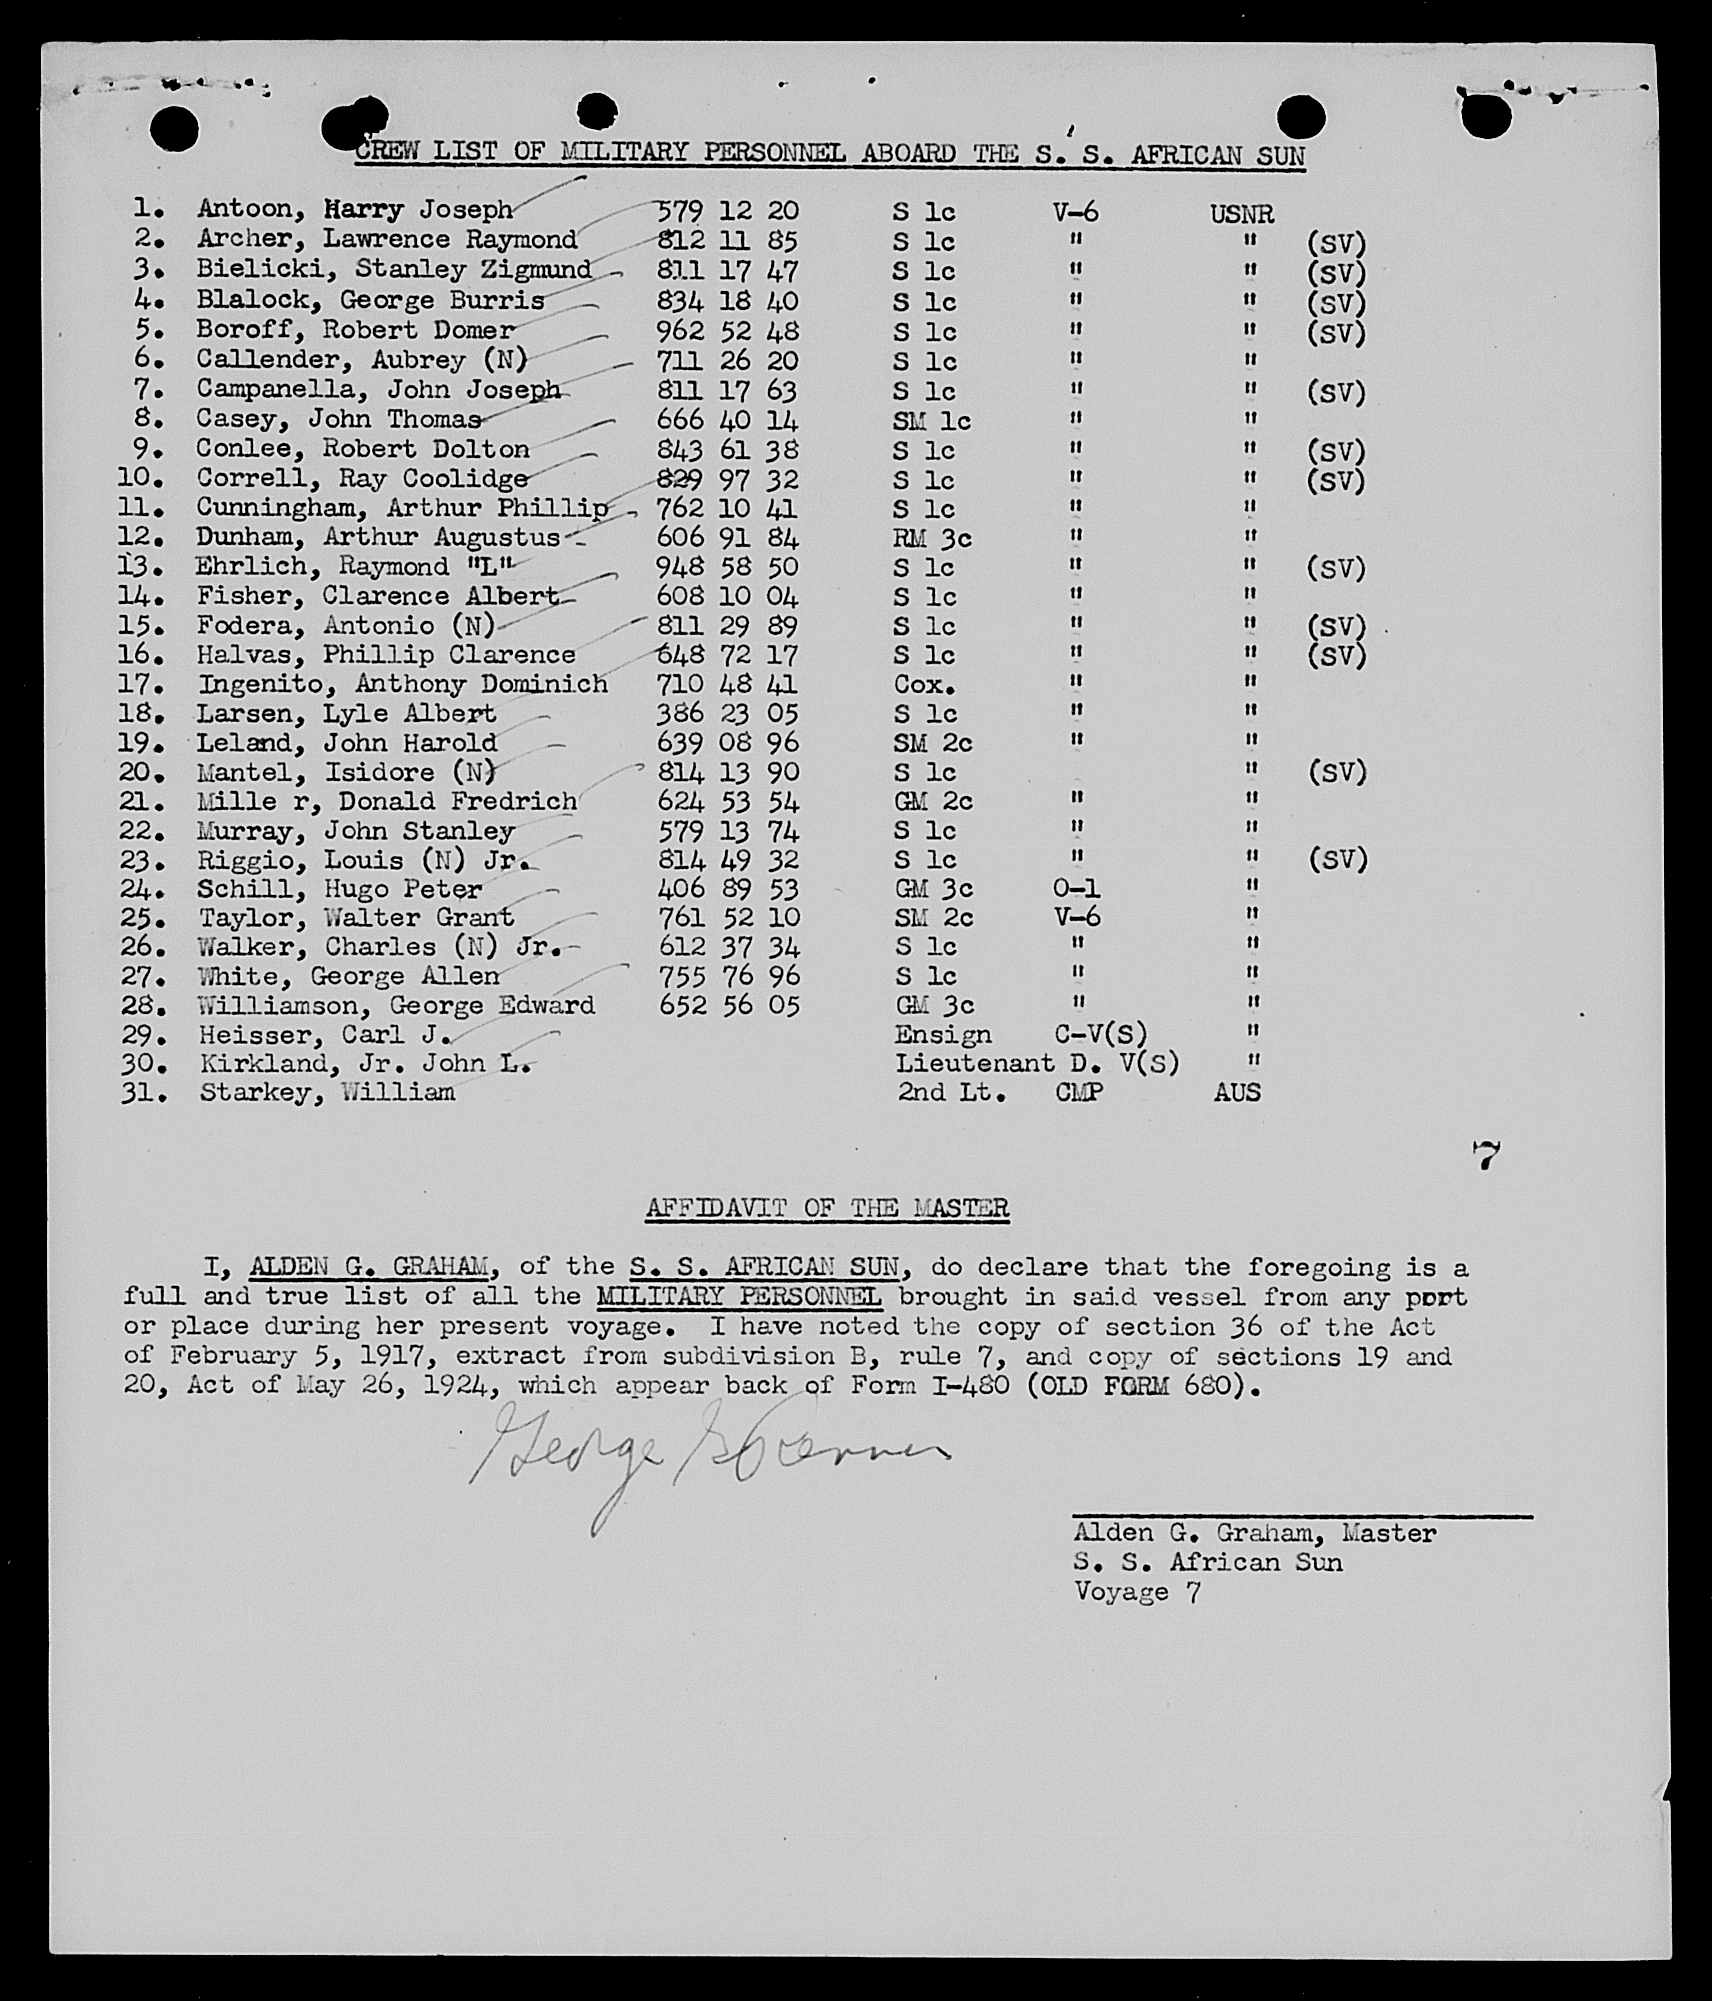 CREW LIST OF MILITARY PERSONNEL ABOARD THE S. S. AFRICAN SUN
1. Antoon, Harry Joseph 579 12 20 S 1c V-6 USNR
2. Archer, Lawrence Raymond 812 11 85 S 1c " " (SV)
3. Bielicki, Stanley Zigmund 811 17 47 S 1c " " (SV)
4. Blalock, George Burris 834 18 40 S 1c " " (SV)
5. Boroff, Robert Domer 962 52 48 S 1c " " (SV)
6. Callender, Aubrey (N) 711 26 20 S 1c " "
7. Campanella, John Joseph 811 17 63 S 1c " " (SV)
8. Casey, John Thomas 666 40 14 SM 1c " "
9. Conlee, Robert Dolton 843 61 38 S 1c " " (SV)
10. Correll, Ray Coolidge 829 97 32 S 1c " " (SV)
11. Cunningham, Arthur Phillip 762 10 41 S 1c " "
12. Dunham, Arthur Augustus 606 91 84 RM 3c " "
13. Ehrlich, Raymond "L" 948 58 50 S 1c " " (SV)
14. Fisher, Clarence Albert 608 10 04 S 1c " "
15. Fodera, Antonio (N) 811 29 89 S 1c " " (SV)
16. Halvas, Phillip Clarence 648 72 17 S 1c " " (SV)
17. Ingenito, Anthony Dominich 710 48 41 Cox. " "
18. Larsen, Lyle Albert 386 23 05 S 1c " "
19. Leland, John Harold 639 08 96 SM 2c " "
20. Mantel, Isidore (N) 814 13 90 S 1c " (SV)
21. Mille r, Donald Fredrich 624 53 54 GM 2c " "
22. Murray, John Stanley 579 13 74 S 1c " "
23. Riggio, Louis (N) Jr. 814 49 32 S 1c " " (SV)
24. Schill, Hugo Peter 406 89 53 GM 3c O-1 "
25. Taylor, Walter Grant 761 52 10 SM 2c V-6 "
26. Walker, Charles (N) Jr. 612 37 34 S 1c " "
27. White, George Allen 755 76 96 S 1c " "
28. Williamson, George Edward 652 56 05 GM 3c " "
29. Heisser, Carl J. Ensign C-V(S) "
30. Kirkland, Jr. John L. Lieutenant D. V(S) "
31. Starkey, William 2nd Lt. CMP AUS
7
AFFIDAVIT OF THE MASTER
I, ALDEN G. GRAHAM, of the S. S. AFRICAN SUN, do declare that the foregoing is a
full and true list of all the MILITARY PERSONNEL brought in said vessel from any port
or place during her present voyage. I have noted the copy of section 36 of the Act
of February 5, 1917, extract from subdivision B, rule 7, and copy of sections 19 and
20, Act of May 26, 1924, which appear back of Form I-480 (OLD FORM 680).
George
Alden G. Graham, Master
S. S. African Sun
Voyage 7